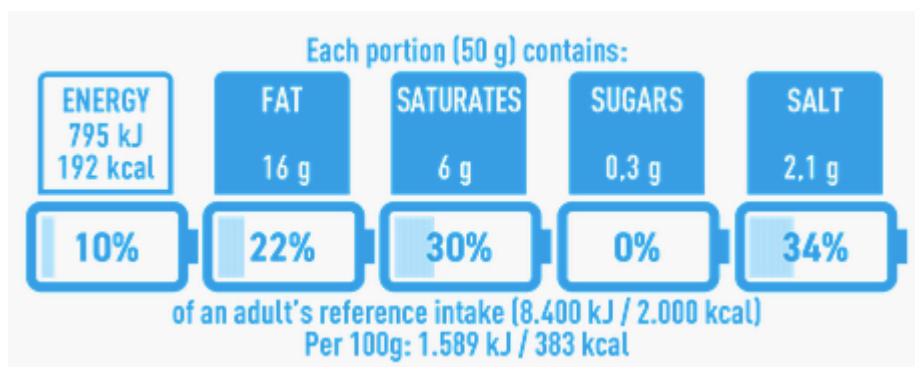 Each portion (50 g) contains:
ENERGY
795 kJ
192 kcal
FAT
16 g
SATURATES
6 g
SUGARS
0,3 g
SALT
2,1 g
10%
22%
30%
0%
34%
of an adult's reference intake (8.400 kJ / 2.000 kcal)
Per 100g: 1.589 kJ / 383 kcal